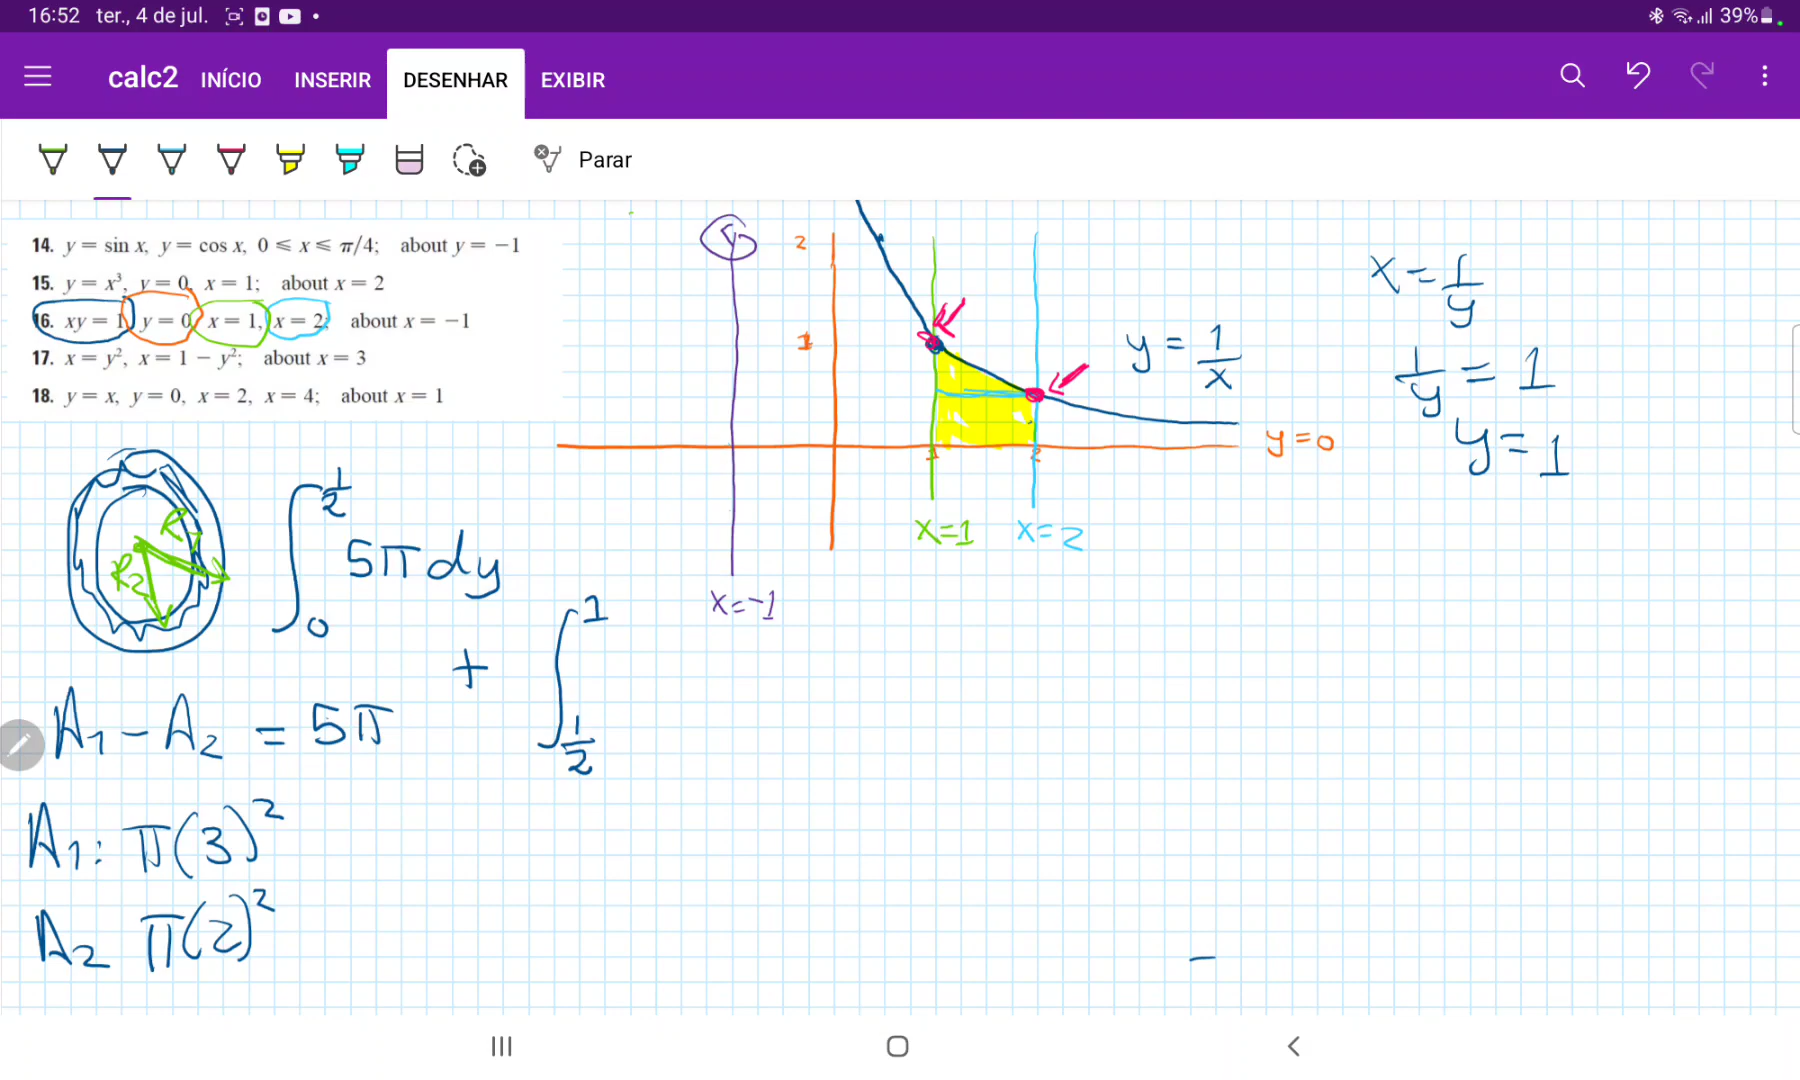 16:52 ter., 4 de jul. 39%
calc2 INÍCIO INSERIR DESENHAR EXIBIR
Parar
14. y = sin x, y = cos x, 0 ⩽ x ⩽ π/4; about y = −1
15. y = x³, y = 0, x = 1; about x = 2
16. xy = 1, y = 0, x = 1, x = 2; about x = −1
17. x = y², x = 1 − y²; about x = 3
18. y = x, y = 0, x = 2, x = 4; about x = 1
2
1
1 2
y = 1/x
y = 0
x = 1/y
1/y = 1
y = 1
x=1 x=2
x=-1
R1
R2
∫₀^{1/2} 5π dy
+ ∫_{1/2}^{1}
A1 - A2 = 5π
A1: π(3)²
A2 π(2)²